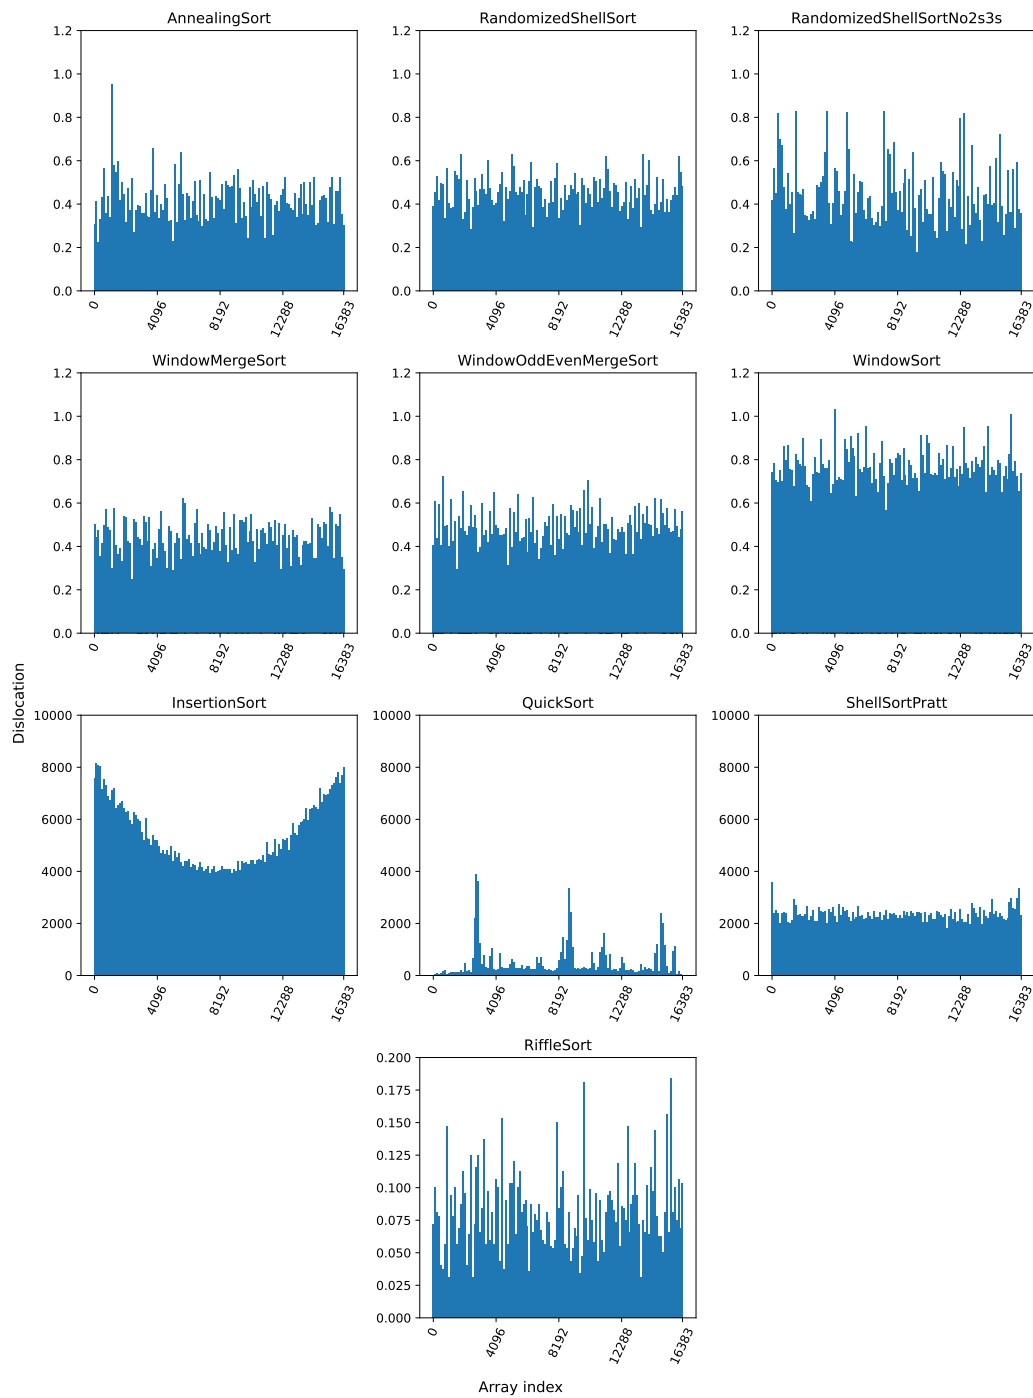 AnnealingSort RandomizedShellSort RandomizedShellSortNo2s3s
1.2 1.2 1.2
1.0 1.0 1.0
0.8 0.8 0.8
0.6 0.6 0.6
0.4 0.4 0.4
0.2 0.2 0.2
0.0 0.0 0.0
0 4096 8192 12288 16383 0 4096 8192 12288 16383 0 4096 8192 12288 16383
WindowMergeSort WindowOddEvenMergeSort WindowSort
1.2 1.2 1.2
1.0 1.0 1.0
0.8 0.8 0.8
0.6 0.6 0.6
0.4 0.4 0.4
0.2 0.2 0.2
0.0 0.0 0.0
0 4096 8192 12288 16383 0 4096 8192 12288 16383 0 4096 8192 12288 16383
Dislocation
InsertionSort QuickSort ShellSortPratt
10000 10000 10000
8000 8000 8000
6000 6000 6000
4000 4000 4000
2000 2000 2000
0 0 0
0 4096 8192 12288 16383 0 4096 8192 12288 16383 0 4096 8192 12288 16383
RiffleSort
0.200
0.175
0.150
0.125
0.100
0.075
0.050
0.025
0.000
0 4096 8192 12288 16383
Array index